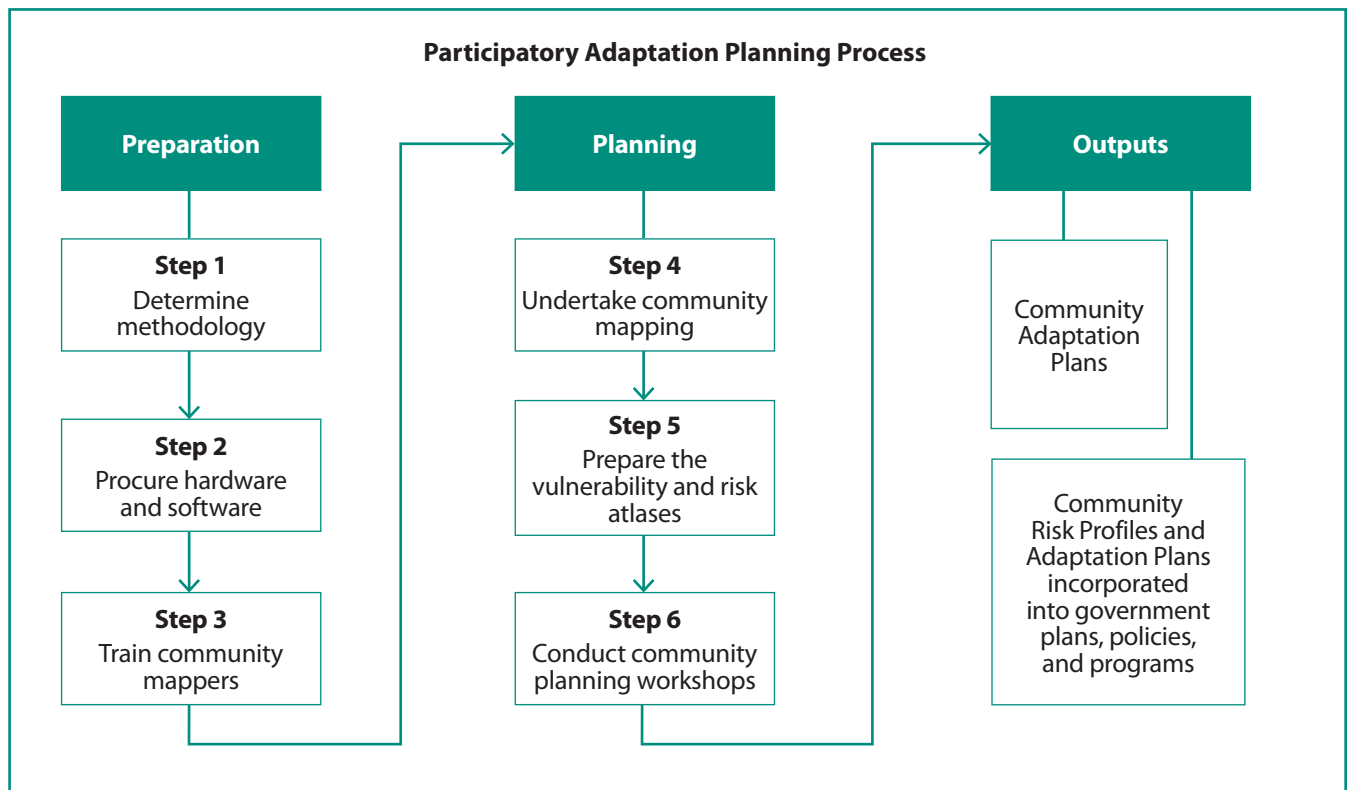 Participatory Adaptation Planning Process
Preparation
Step 1
Determine
methodology
Step 2
Procure hardware
and software
Step 3
Train community
mappers
Planning
Step 4
Undertake community
mapping
Step 5
Prepare the
vulnerability and risk
atlases
Step 6
Conduct community
planning workshops
Outputs
Community
Adaptation
Plans
Community
Risk Profiles and
Adaptation Plans
incorporated
into government
plans, policies,
and programs